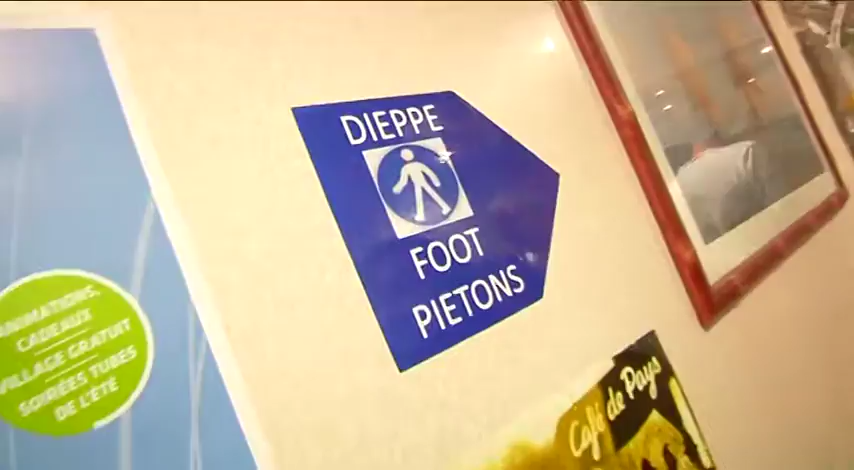 DIEPPE
FOOT
PIETONS
ANIMATIONS,
CADEAUX
VILLAGE GRATUIT
SOIRÉES TUBES
DE L'ÉTÉ
Café de Pays